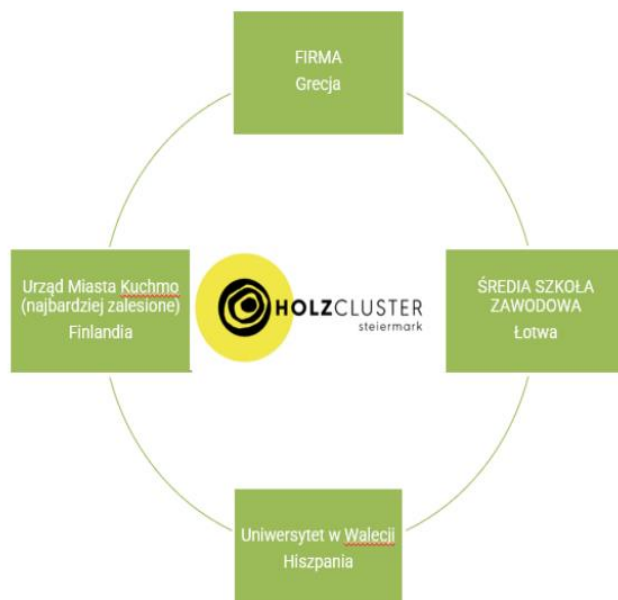 FIRMA
Grecja
Urząd Miasta Kuchmo
(najbardziej zalesione)
Finlandia
HOLZCLUSTER
steiermark
ŚREDIA SZKOŁA
ZAWODOWA
Łotwa
Uniwersytet w Walecji
Hiszpania